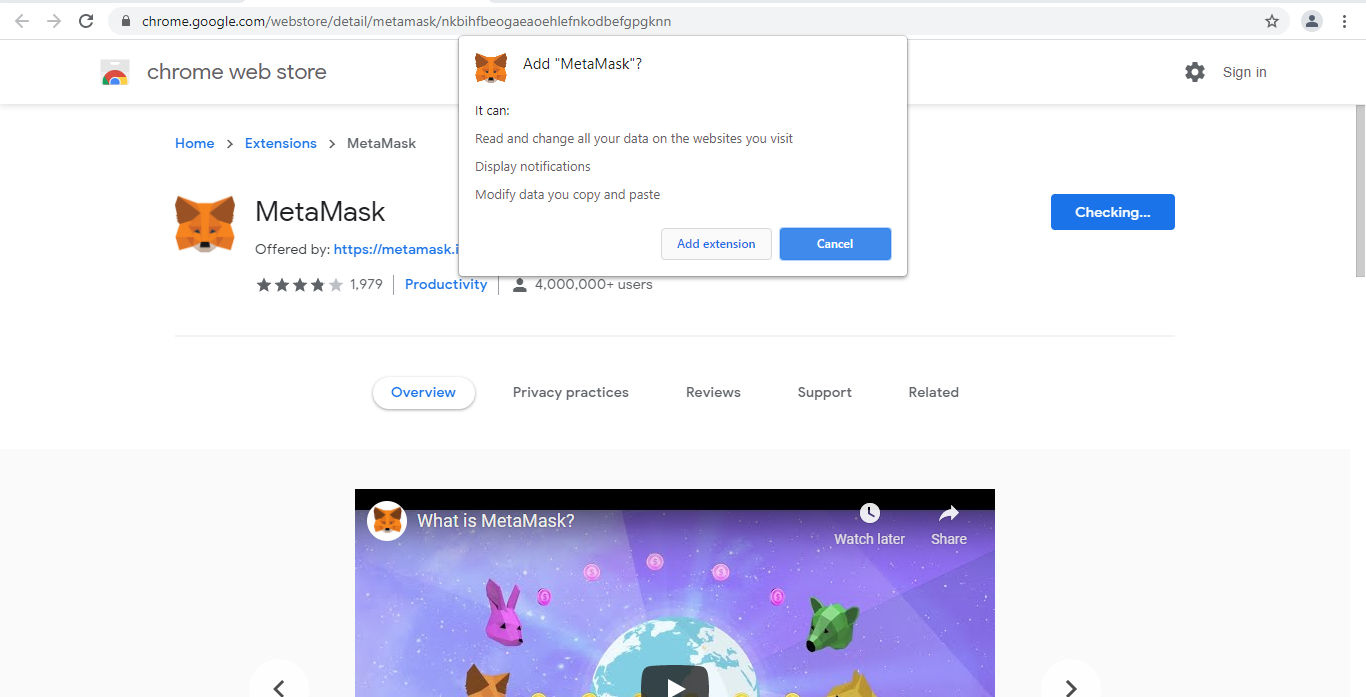 chrome.google.com/webstore/detail/metamask/nkbihfbeogaeaoehlefnkodbefgpgknn
Add "MetaMask"?
It can:
Read and change all your data on the websites you visit
Display notifications
Modify data you copy and paste
Add extension Cancel
chrome web store Sign in
Home > Extensions > MetaMask
MetaMask Checking...
Offered by: https://metamask.i
1,979 Productivity 4,000,000+ users
Overview Privacy practices Reviews Support Related
What is MetaMask? Watch later Share